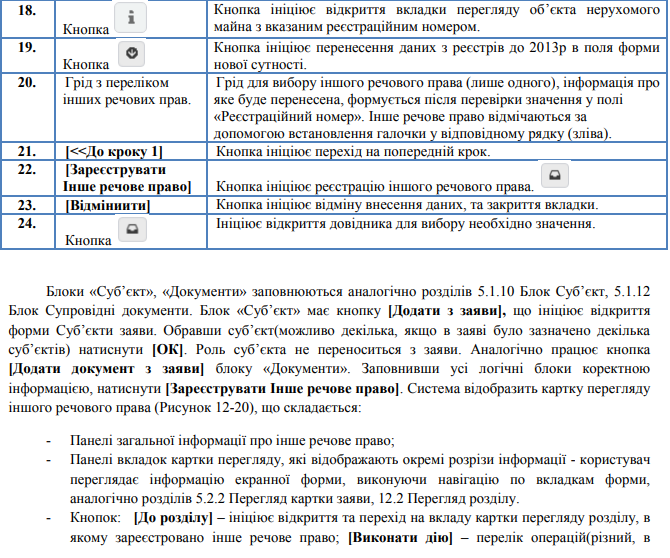 18. Кнопка Кнопка ініціює відкриття вкладки перегляду об’єкта нерухомого
майна з вказаним реєстраційним номером.
19. Кнопка Кнопка ініціює перенесення даних з реєстрів до 2013р в поля форми
нової сутності.
20. Грід з переліком Грід для вибору іншого речового права (лише одного), інформація про
інших речових прав. яке буде перенесена, формується після перевірки значення у полі
«Реєстраційний номер». Інше речове право відмічаються за
допомогою встановлення галочки у відповідному рядку (зліва).
21. [<<До кроку 1] Кнопка ініціює перехід на попередній крок.
22. [Зареєструвати
Інше речове право] Кнопка ініціює реєстрацію іншого речового права.
23. [Відмінити] Кнопка ініціює відміну внесення даних, та закриття вкладки.
24. Кнопка Ініціює відкриття довідника для вибору необхідно значення.
Блоки «Суб’єкт», «Документи» заповнюються аналогічно розділів 5.1.10 Блок Суб’єкт, 5.1.12
Блок Супровідні документи. Блок «Суб’єкт» має кнопку [Додати з заяви], що ініціює відкриття
форми Суб’єкти заяви. Обравши суб’єкт(можливо декілька, якщо в заяві було зазначено декілька
суб’єктів) натиснути [ОК]. Роль суб’єкта не переноситься з заяви. Аналогічно працює кнопка
[Додати документ з заяви] блоку «Документи». Заповнивши усі логічні блоки коректною
інформацією, натиснути [Зареєструвати Інше речове право]. Система відобразить картку перегляду
іншого речового права (Рисунок 12-20), що складається:
- Панелі загальної інформації про інше речове право;
- Панелі вкладок картки перегляду, які відображають окремі розрізи інформації - користувач
переглядає інформацію екранної форми, виконуючи навігацію по вкладкам форми,
аналогічно розділів 5.2.2 Перегляд картки заяви, 12.2 Перегляд розділу.
- Кнопок: [До розділу] – ініціює відкриття та перехід на вкладу картки перегляду розділу, в
якому зареєстровано інше речове право; [Виконати дію] – перелік операцій(різний, в